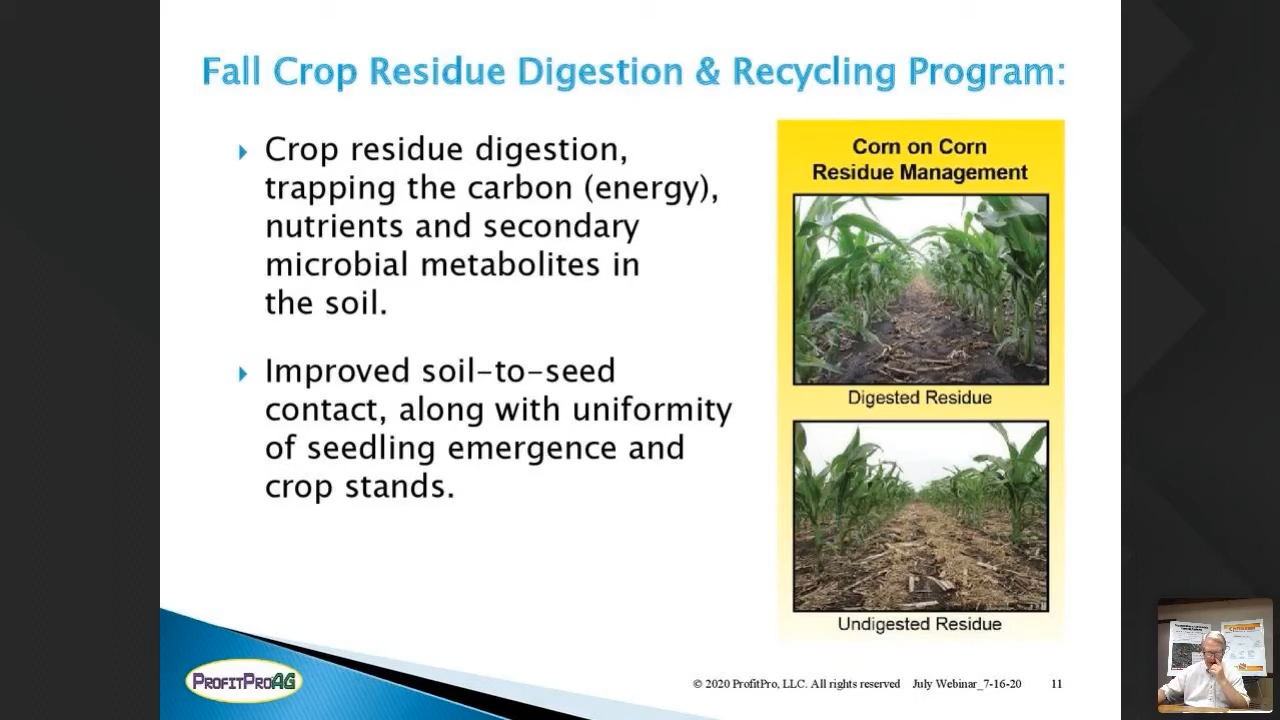 Fall Crop Residue Digestion & Recycling Program:
Crop residue digestion,
trapping the carbon (energy),
nutrients and secondary
microbial metabolites in
the soil.
Improved soil-to-seed
contact, along with uniformity
of seedling emergence and
crop stands.
Corn on Corn
Residue Management
Digested Residue
Undigested Residue
PROFITPROAG
© 2020 ProfitPro, LLC. All rights reserved July Webinar_7-16-20 11